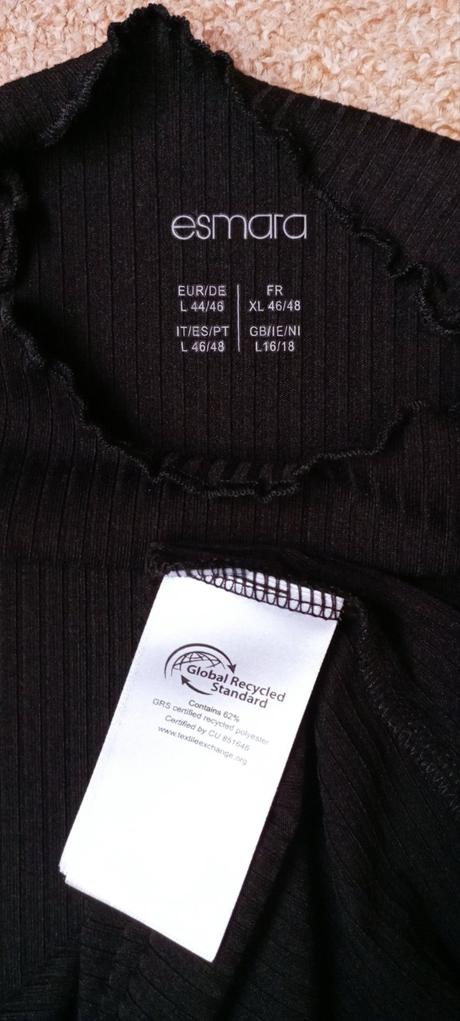 esmara
EUR/DE
L 44/46
FR
XL 46/48
IT/ES/PT
L 46/48
GB/IE/NI
L16/18
Global Recycled
Standard
Contains 62%
GRS certified recycled polyester
Certified by CU 851646
www.textileexchange.org